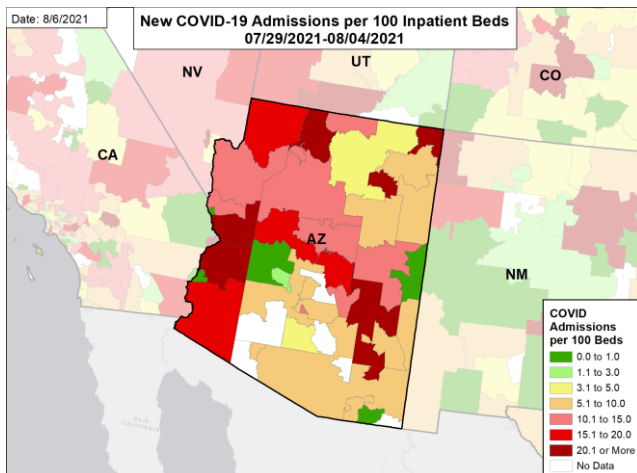 Date: 8/6/2021
New COVID-19 Admissions per 100 Inpatient Beds
07/29/2021-08/04/2021
NV
UT
CO
CA
AZ
NM
BAJA
CALIFORNIA
COVID
Admissions
per 100 Beds
0.0 to 1.0
1.1 to 3.0
3.1 to 5.0
5.1 to 10.0
10.1 to 15.0
15.1 to 20.0
20.1 or More
No Data